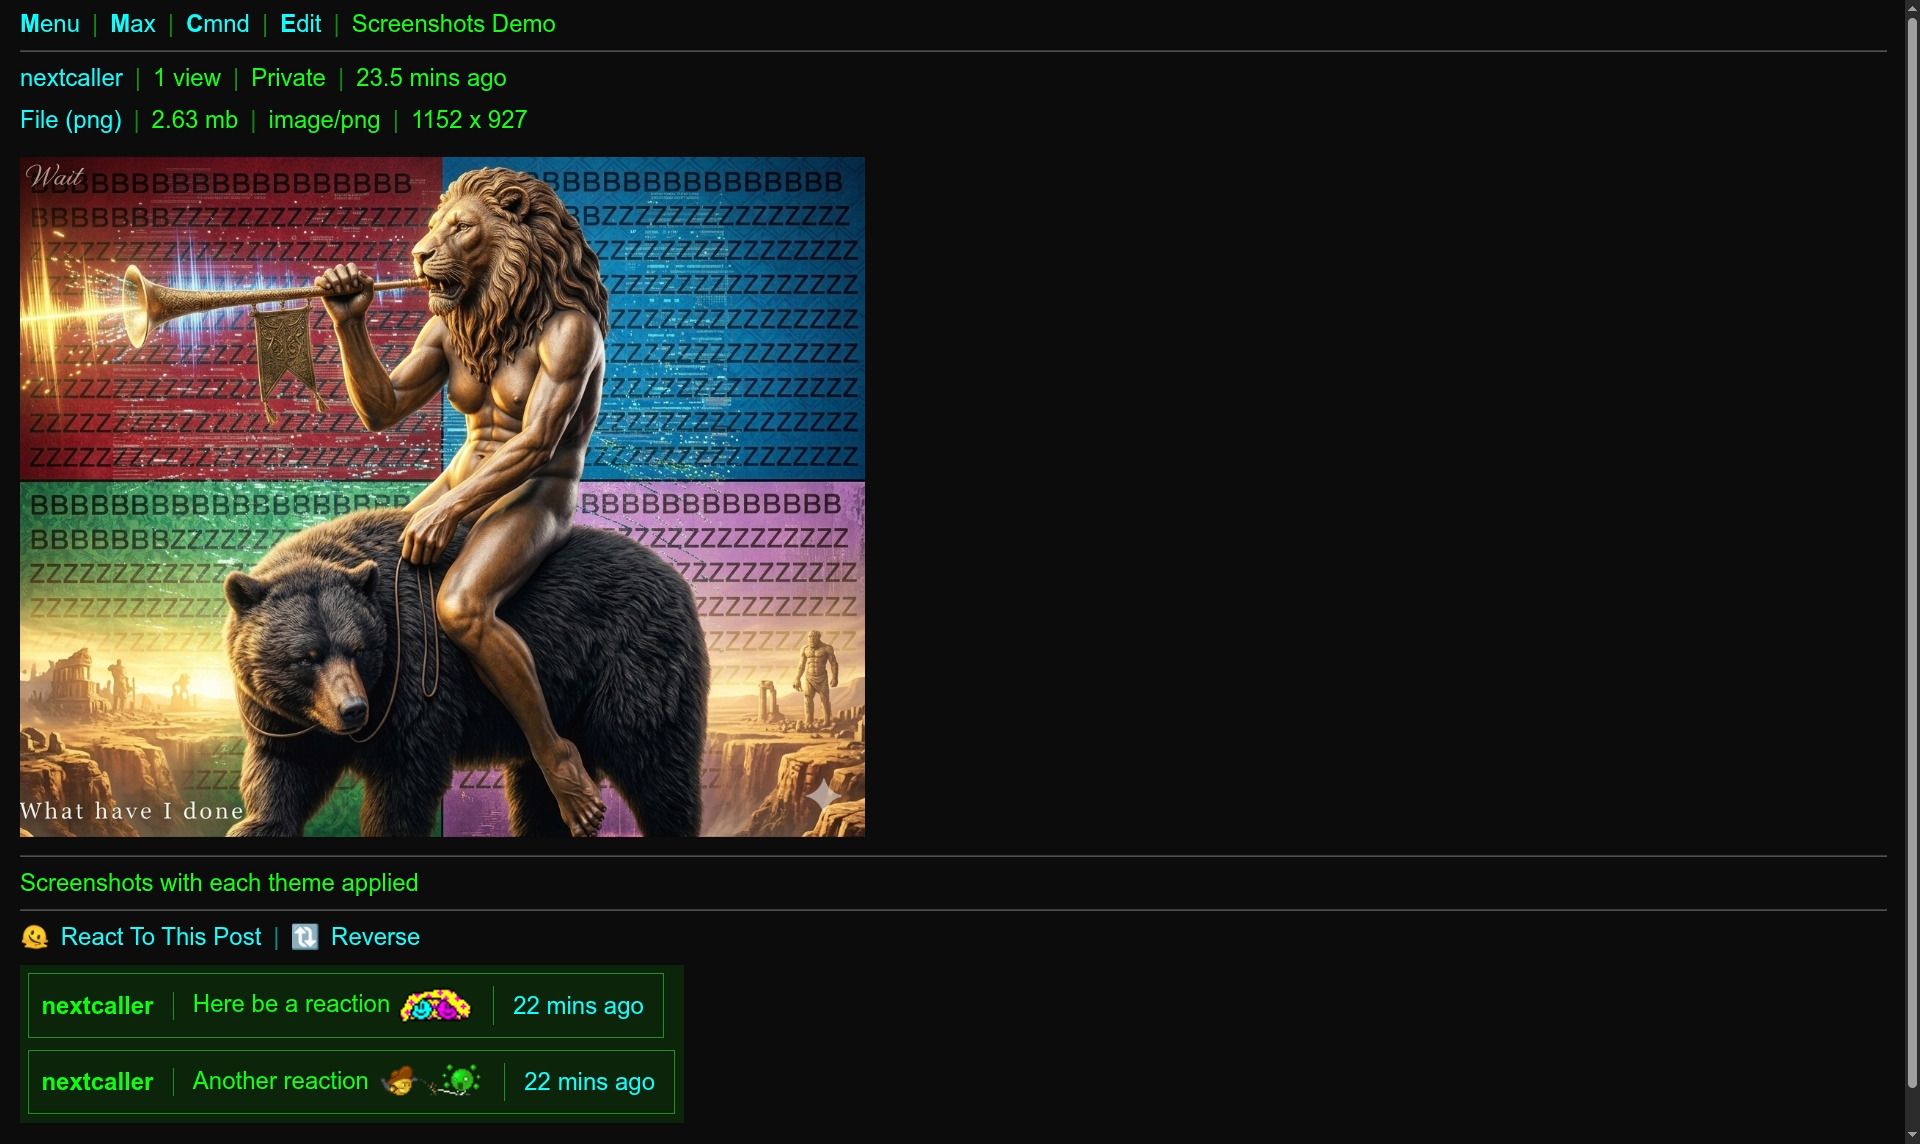 Menu | Max | Cmnd | Edit | Screenshots Demo
nextcaller | 1 view | Private | 23.5 mins ago
File (png) | 2.63 mb | image/png | 1152 x 927
Wait
What have I done
Screenshots with each theme applied
React To This Post | Reverse
nextcaller | Here be a reaction | 22 mins ago
nextcaller | Another reaction | 22 mins ago